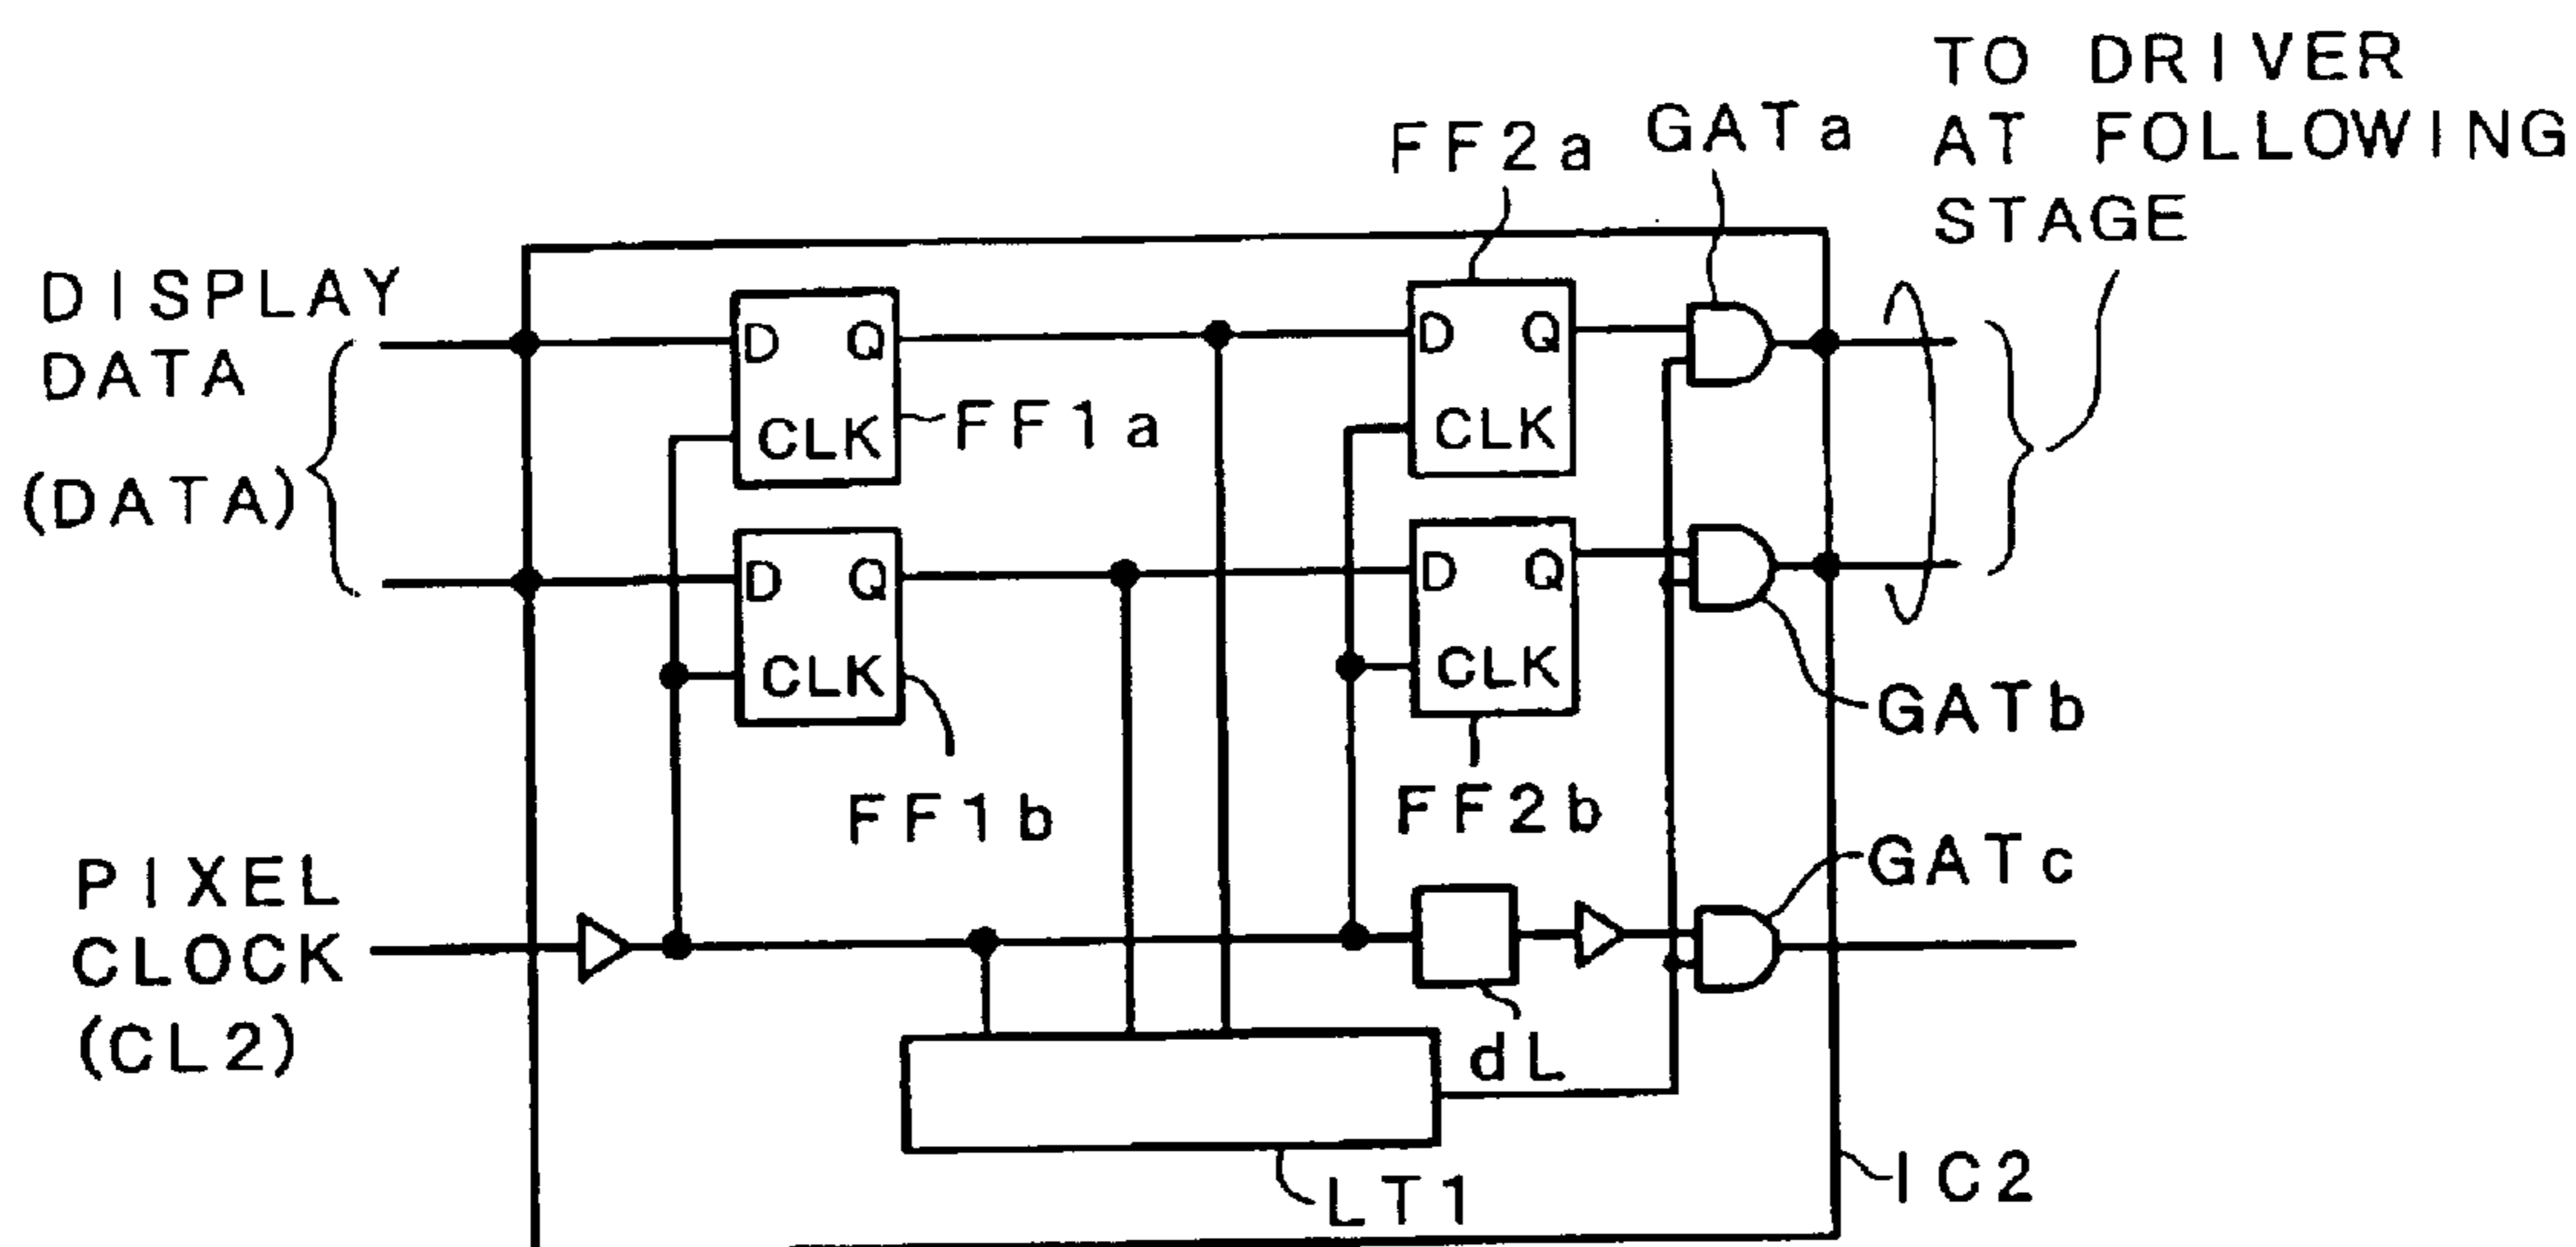 TO DRIVER
AT FOLLOWING
STAGE
FF2a
GATa
DISPLAY
DATA
(DATA)
D Q
CLK
FF1a
D Q
CLK
D Q
CLK
FF1b
D Q
CLK
FF2b
GATb
GATc
PIXEL
CLOCK
(CL2)
dL
LT1
IC2